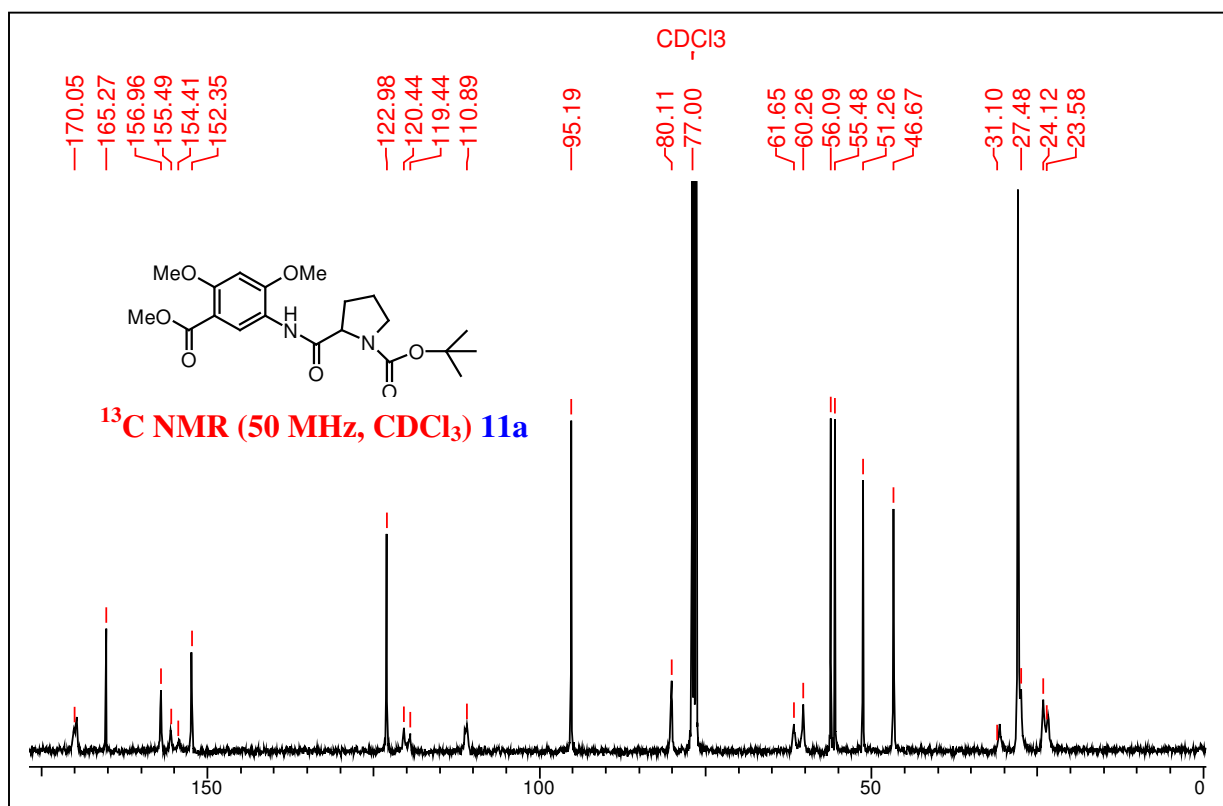 CDCl3
170.05
165.27
156.96
155.49
154.41
152.35
122.98
120.44
119.44
110.89
95.19
80.11
77.00
61.65
60.26
56.09
55.48
51.26
46.67
31.10
27.48
24.12
23.58
MeO OMe
H
MeO N
N O
O O
O
¹³C NMR (50 MHz, CDCl₃) 11a
150 100 50 0